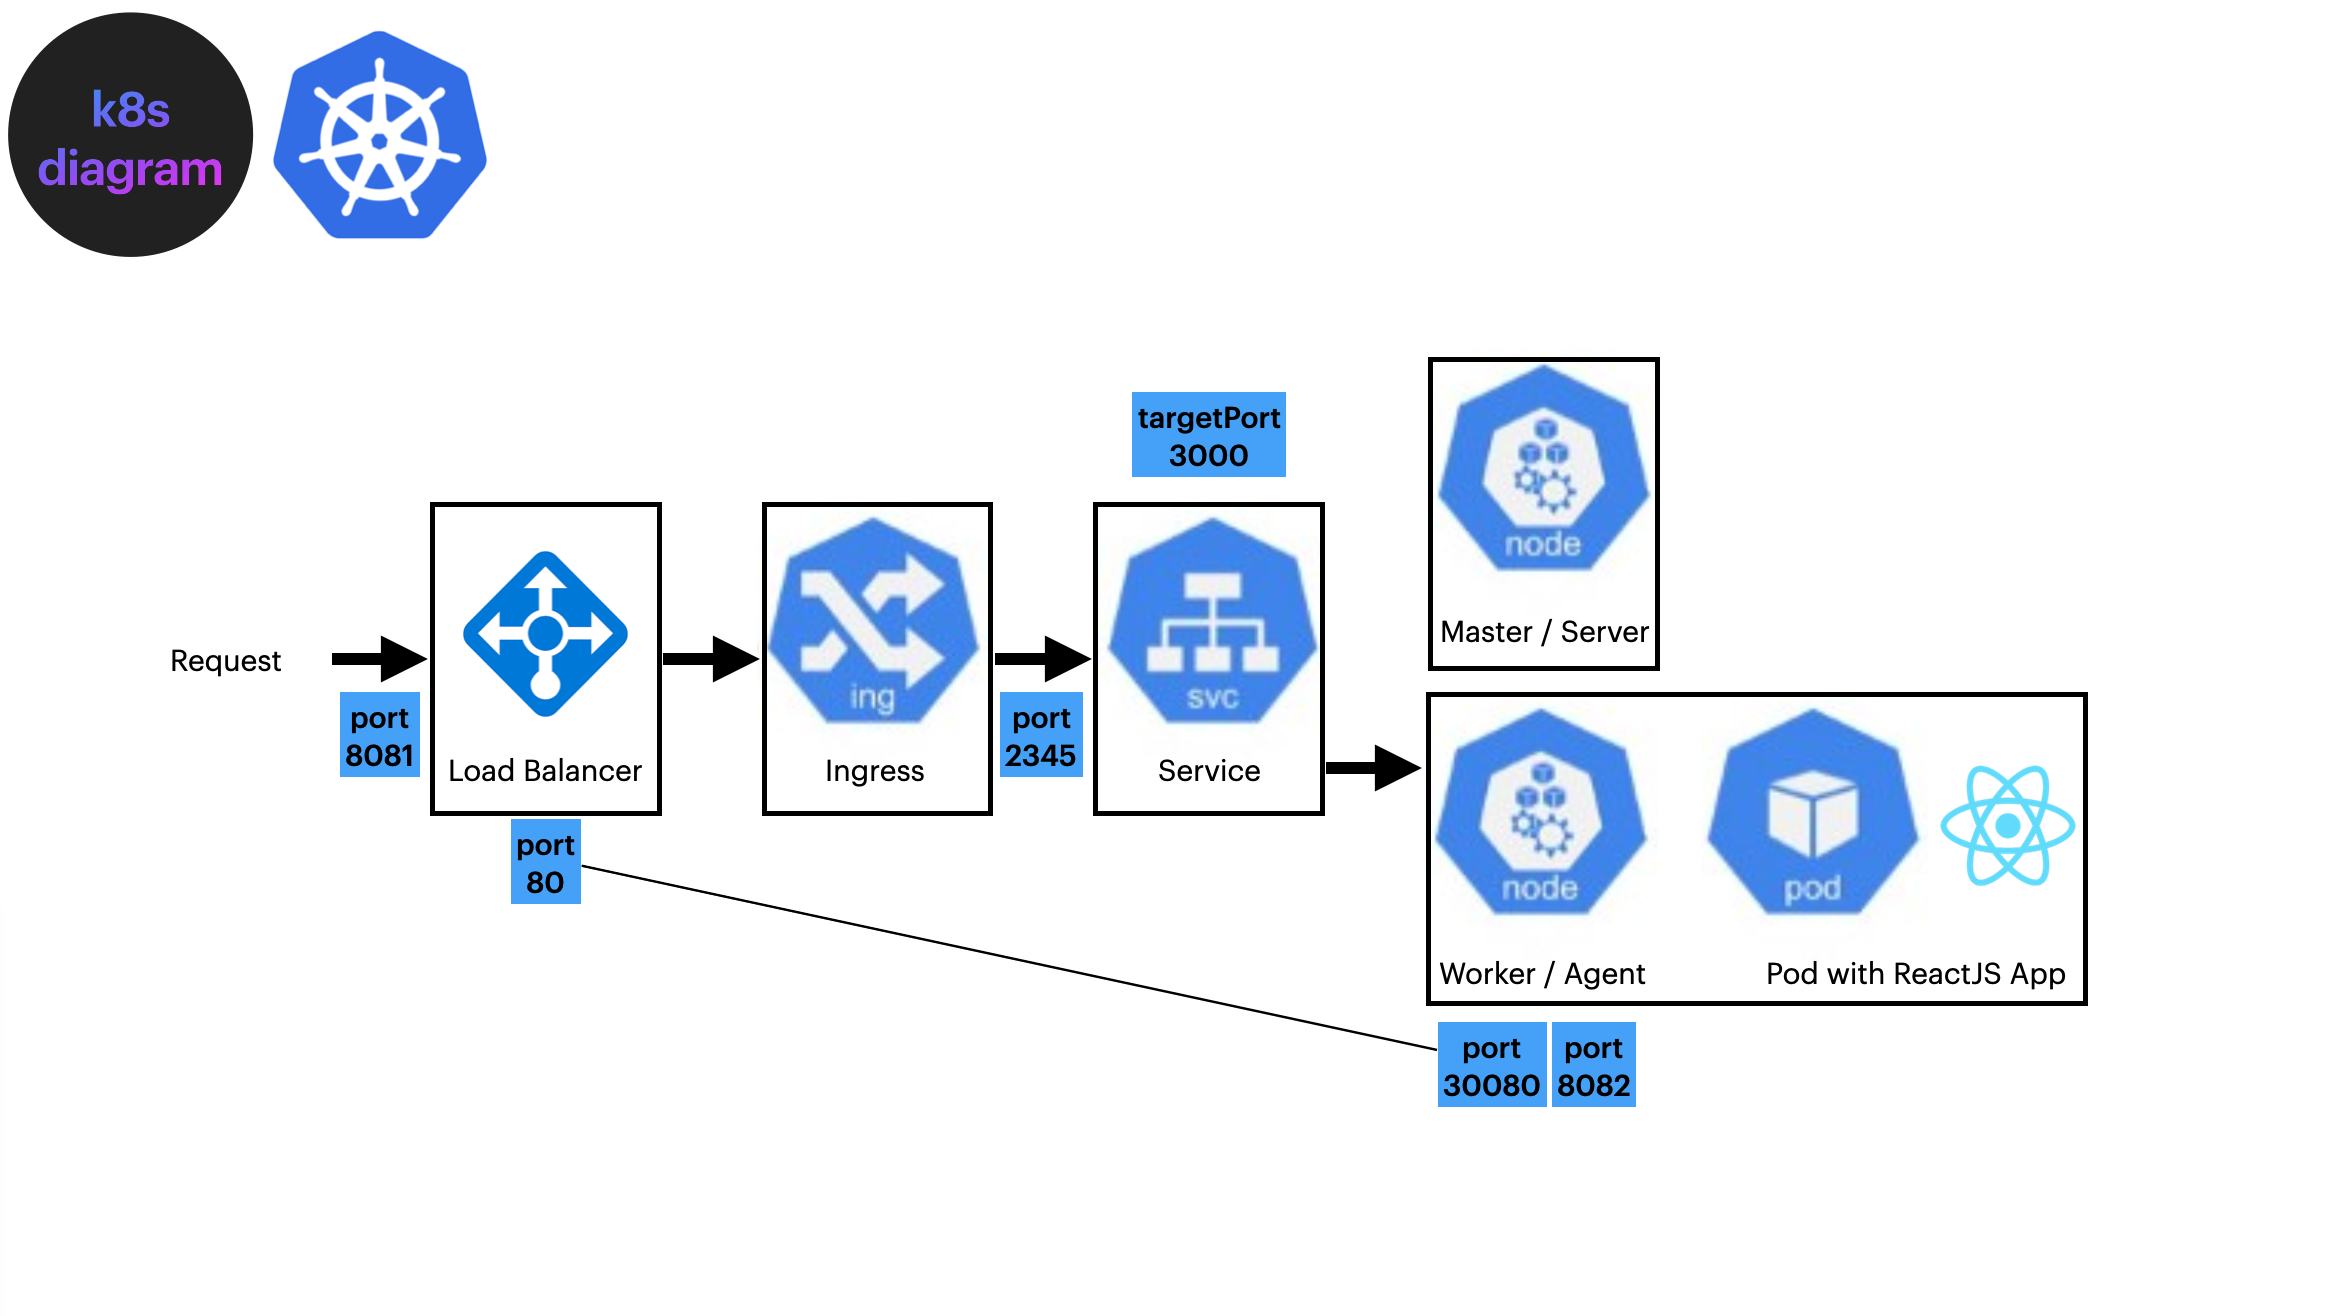 k8s
diagram
targetPort
3000
node
Master / Server
Request
port
8081
Load Balancer
port
80
ing
Ingress
port
2345
svc
Service
node
Worker / Agent
pod
Pod with ReactJS App
port
30080
port
8082